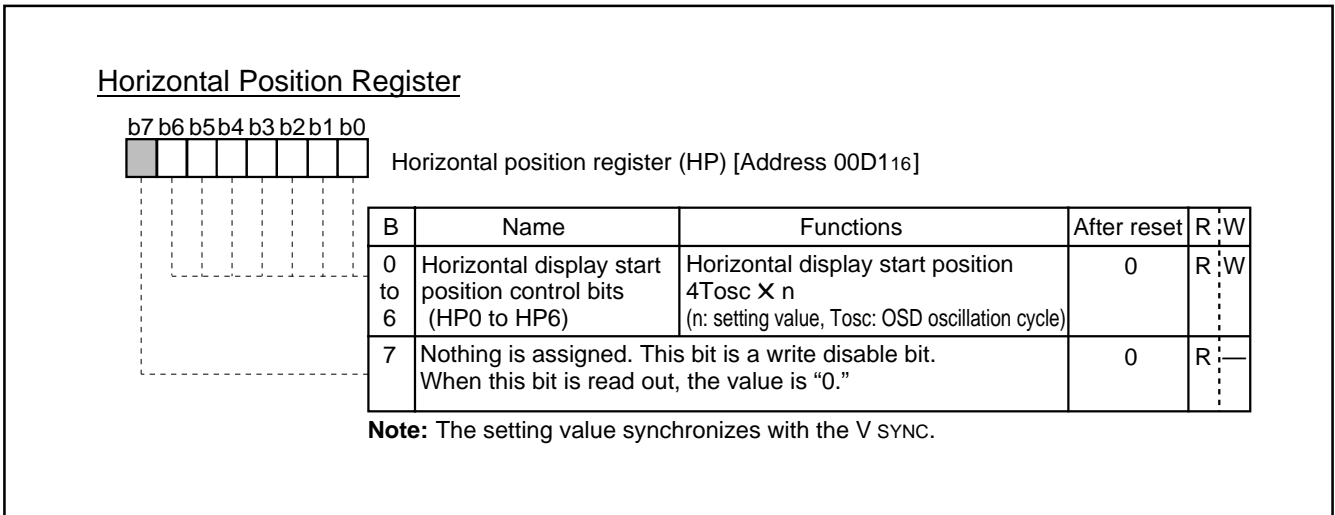 Horizontal Position Register
b7 b6 b5 b4 b3 b2 b1 b0
Horizontal position register (HP) [Address 00D116]
B Name Functions After reset R W
0 to 6 Horizontal display start position control bits (HP0 to HP6) Horizontal display start position 4Tosc × n (n: setting value, Tosc: OSD oscillation cycle) 0 R W
7 Nothing is assigned. This bit is a write disable bit. When this bit is read out, the value is “0.” 0 R —
Note: The setting value synchronizes with the V SYNC.